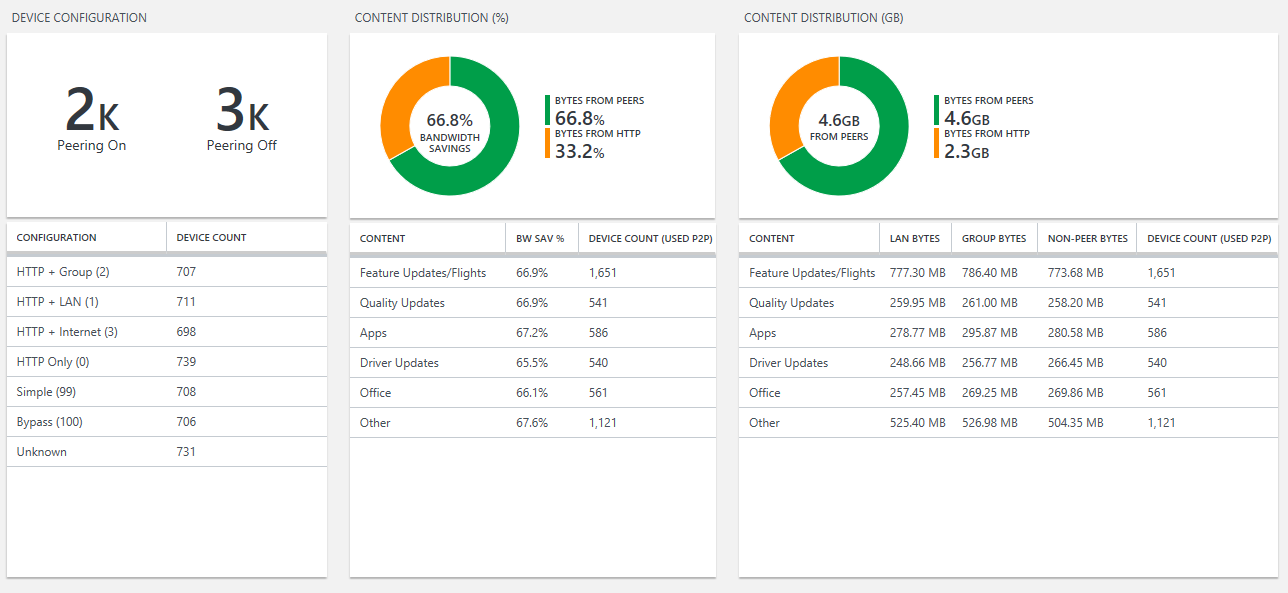 DEVICE CONFIGURATION
2K
Peering On
3K
Peering Off
CONFIGURATION DEVICE COUNT
HTTP + Group (2) 707
HTTP + LAN (1) 711
HTTP + Internet (3) 698
HTTP Only (0) 739
Simple (99) 708
Bypass (100) 706
Unknown 731
CONTENT DISTRIBUTION (%)
66.8%
BANDWIDTH
SAVINGS
BYTES FROM PEERS
66.8%
BYTES FROM HTTP
33.2%
CONTENT BW SAV % DEVICE COUNT (USED P2P)
Feature Updates/Flights 66.9% 1,651
Quality Updates 66.9% 541
Apps 67.2% 586
Driver Updates 65.5% 540
Office 66.1% 561
Other 67.6% 1,121
CONTENT DISTRIBUTION (GB)
4.6GB
FROM PEERS
BYTES FROM PEERS
4.6GB
BYTES FROM HTTP
2.3GB
CONTENT LAN BYTES GROUP BYTES NON-PEER BYTES DEVICE COUNT (USED P2P)
Feature Updates/Flights 777.30 MB 786.40 MB 773.68 MB 1,651
Quality Updates 259.95 MB 261.00 MB 258.20 MB 541
Apps 278.77 MB 295.87 MB 280.58 MB 586
Driver Updates 248.66 MB 256.77 MB 266.45 MB 540
Office 257.45 MB 269.25 MB 269.86 MB 561
Other 525.40 MB 526.98 MB 504.35 MB 1,121